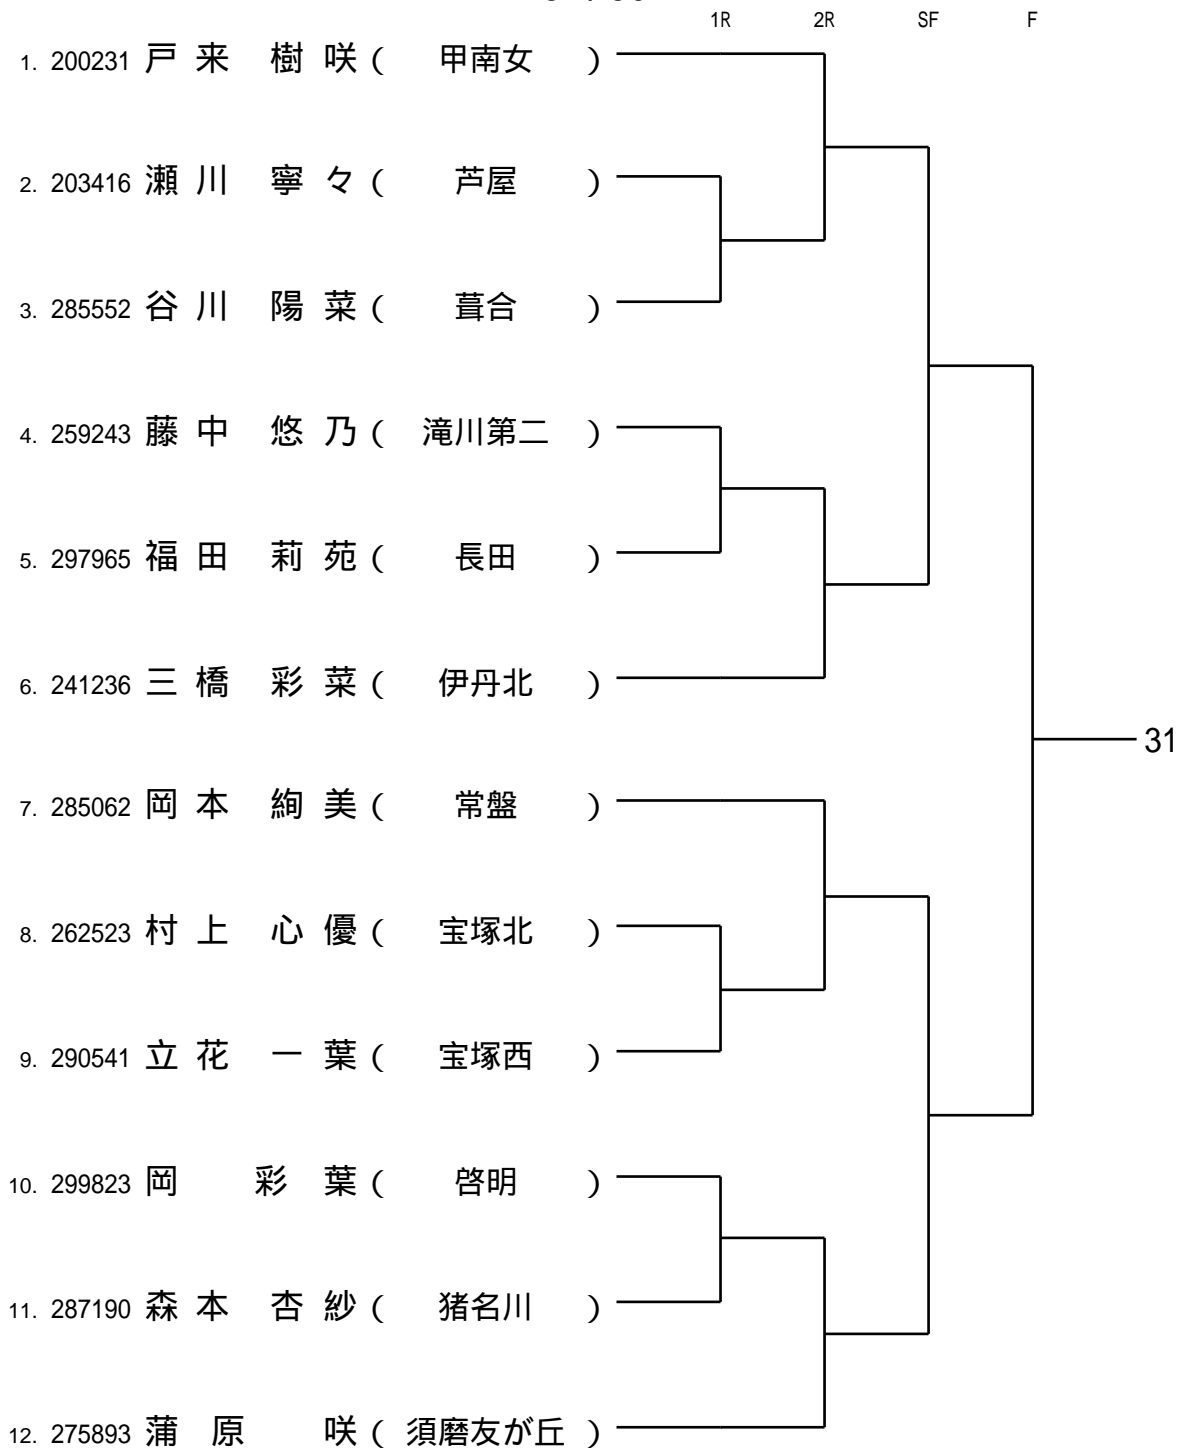 1R 2R SF F
1. 200231 戸来 樹咲 ( 甲南女 )
2. 203416 瀬川 寧々 ( 芦屋 )
3. 285552 谷川 陽菜 ( 葺合 )
4. 259243 藤中 悠乃 ( 滝川第二 )
5. 297965 福田 莉苑 ( 長田 )
6. 241236 三橋 彩菜 ( 伊丹北 )
31
7. 285062 岡本 絢美 ( 常盤 )
8. 262523 村上 心優 ( 宝塚北 )
9. 290541 立花 一葉 ( 宝塚西 )
10. 299823 岡 彩葉 ( 啓明 )
11. 287190 森本 杏紗 ( 猪名川 )
12. 275893 蒲原 咲 ( 須磨友が丘 )